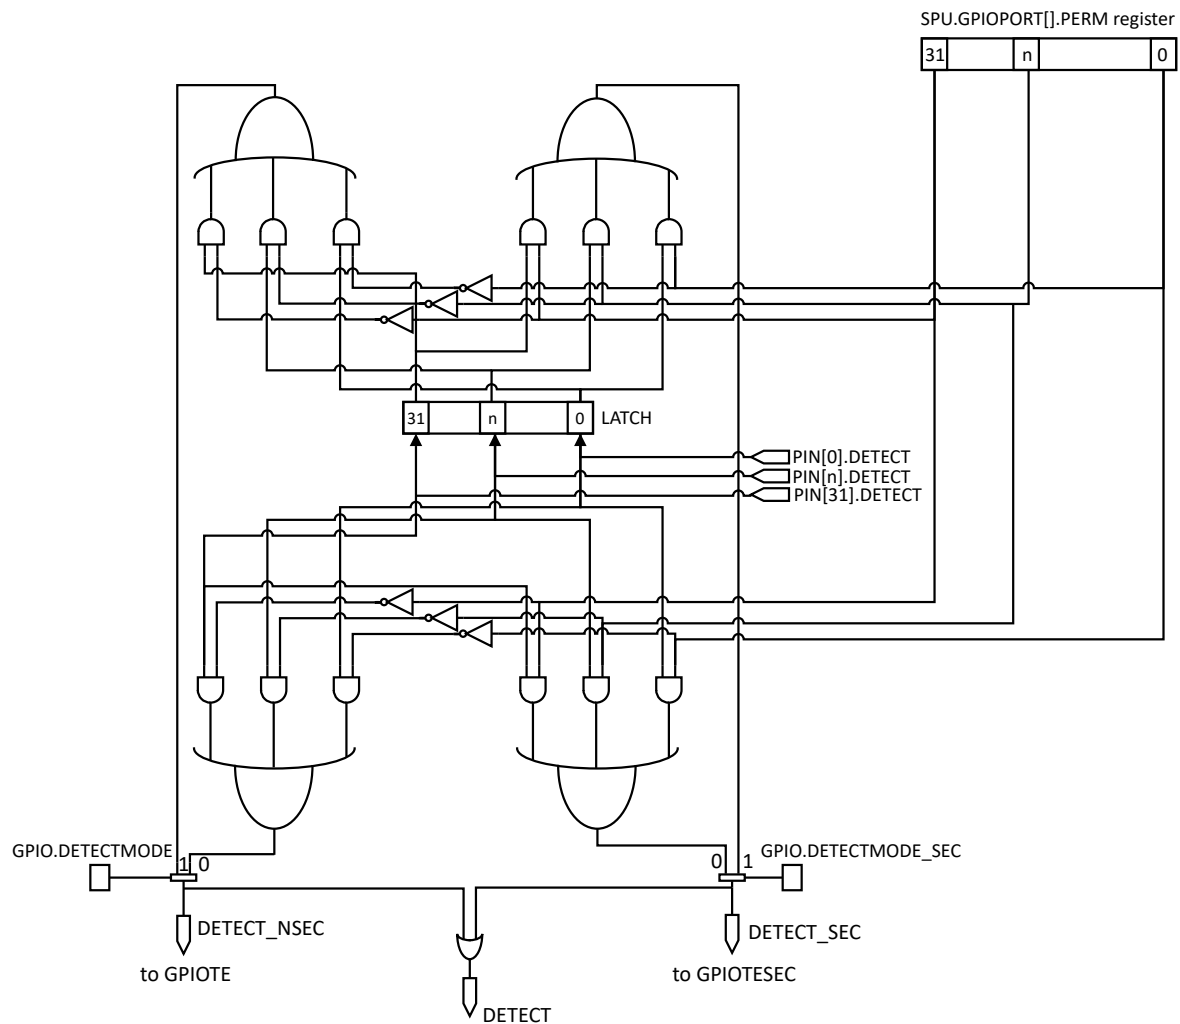 SPU.GPIOPORT[].PERM register
31 n 0
31 n 0 LATCH
PIN[0].DETECT
PIN[n].DETECT
PIN[31].DETECT
GPIO.DETECTMODE 1 0
0 1 GPIO.DETECTMODE_SEC
DETECT_NSEC
DETECT_SEC
to GPIOTE
to GPIOTESEC
DETECT